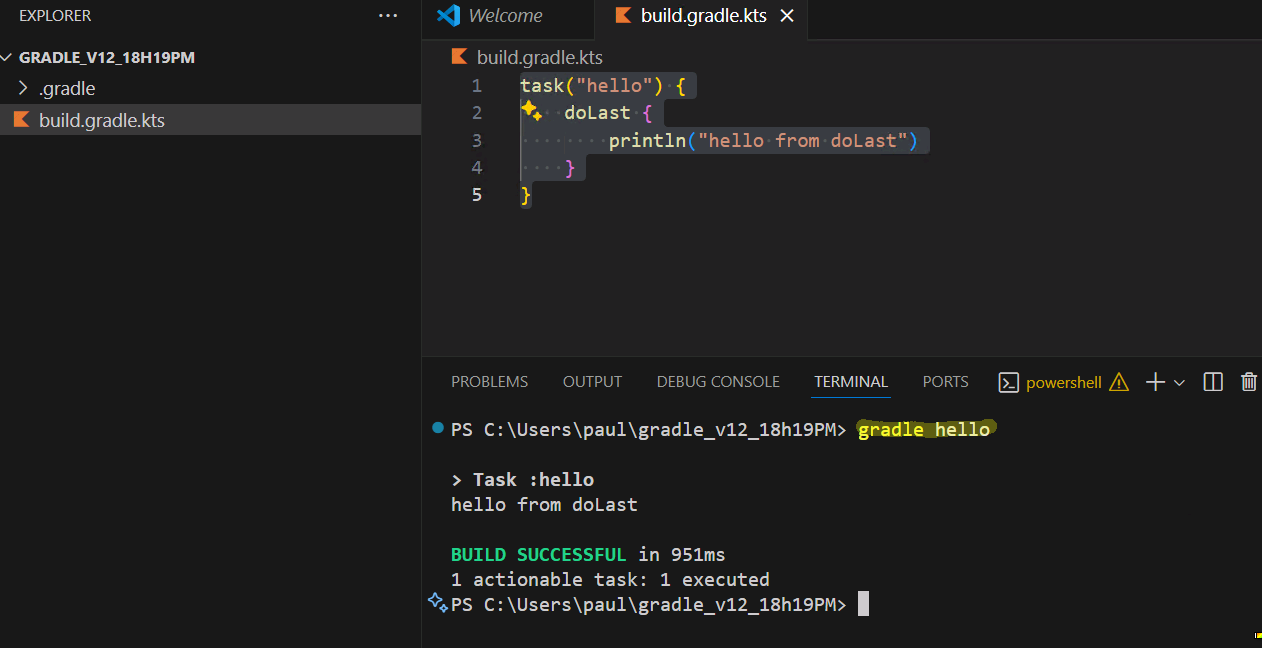 EXPLORER
GRADLE_V12_18H19PM
.gradle
build.gradle.kts
Welcome
build.gradle.kts
build.gradle.kts
1 task("hello") {
2     doLast {
3         println("hello from doLast")
4     }
5 }
PROBLEMS OUTPUT DEBUG CONSOLE TERMINAL PORTS powershell
PS C:\Users\paul\gradle_v12_18H19PM> gradle hello
> Task :hello
hello from doLast
BUILD SUCCESSFUL in 951ms
1 actionable task: 1 executed
PS C:\Users\paul\gradle_v12_18h19PM>